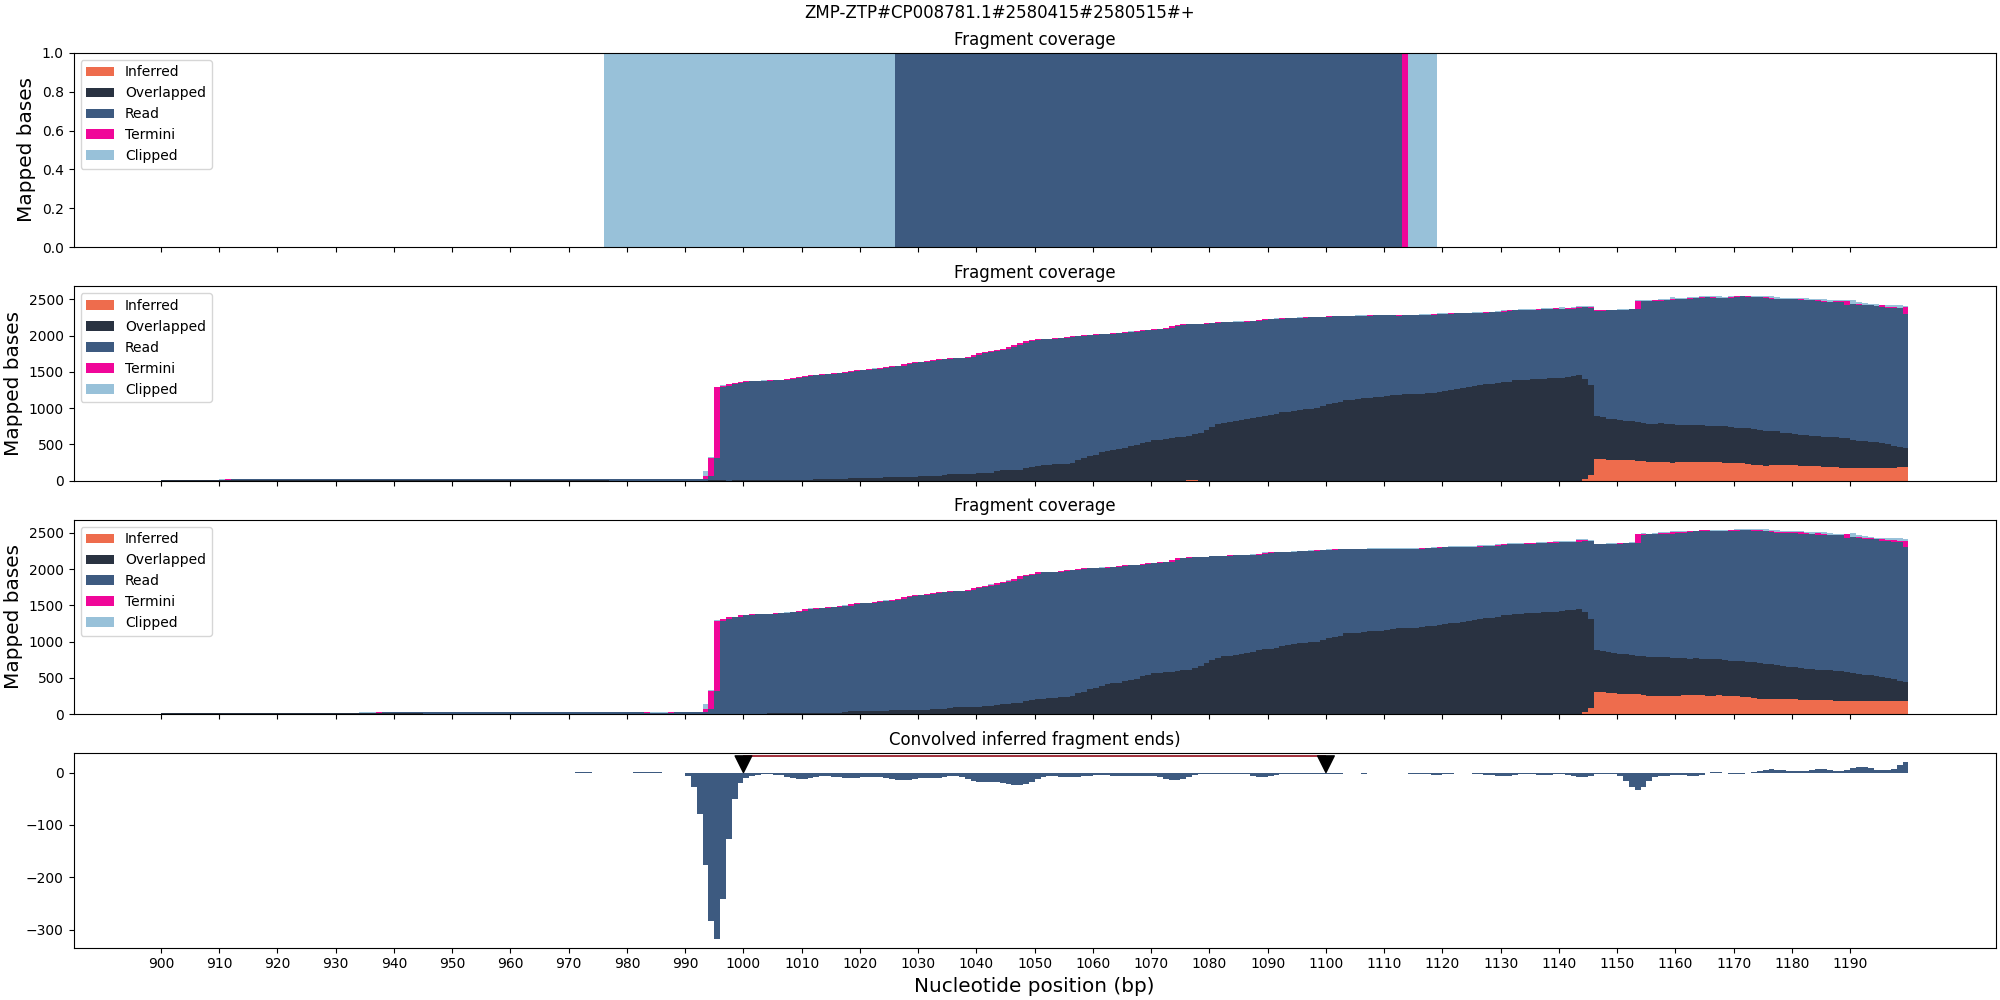 ZMP-ZTP#CP008781.1#2580415#2580515#+
Fragment coverage
Mapped bases
1.0
0.8
0.6
0.4
0.2
0.0
Inferred
Overlapped
Read
Termini
Clipped
Fragment coverage
Mapped bases
2500
2000
1500
1000
500
0
Inferred
Overlapped
Read
Termini
Clipped
Fragment coverage
Mapped bases
2500
2000
1500
1000
500
0
Inferred
Overlapped
Read
Termini
Clipped
Convolved inferred fragment ends)
0
−100
−200
−300
900 910 920 930 940 950 960 970 980 990 1000 1010 1020 1030 1040 1050 1060 1070 1080 1090 1100 1110 1120 1130 1140 1150 1160 1170 1180 1190
Nucleotide position (bp)